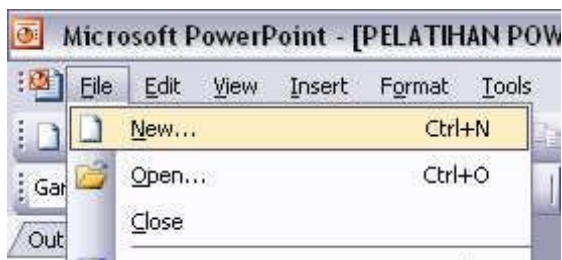 Microsoft PowerPoint - [PELATIHAN POW
File Edit View Insert Format Tools
New... Ctrl+N
Gar Open... Ctrl+O
Close
Out